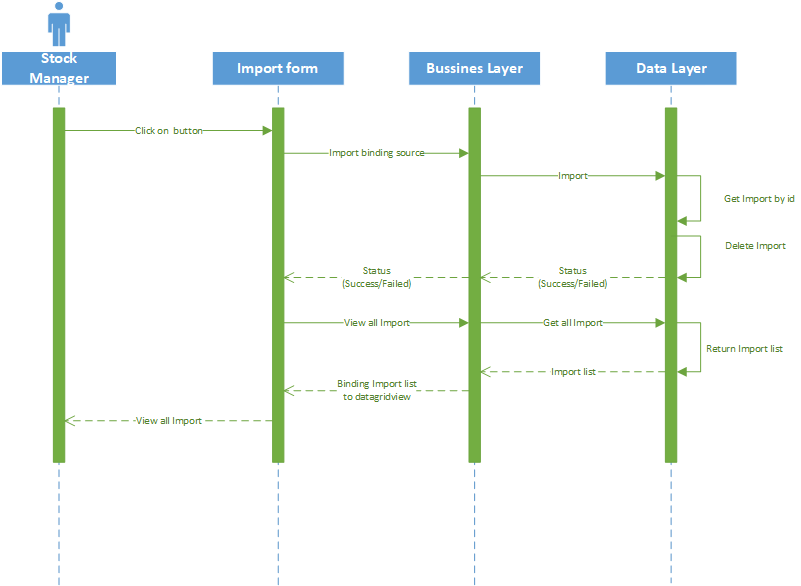 Stock
Manager
Import form
Bussines Layer
Data Layer
Click on button
Import binding source
Import
Get Import by id
Delete Import
Status
(Success/Failed)
Status
(Success/Failed)
View all Import
Get all Import
Return Import list
Import list
Binding Import list
to datagridview
View all Import